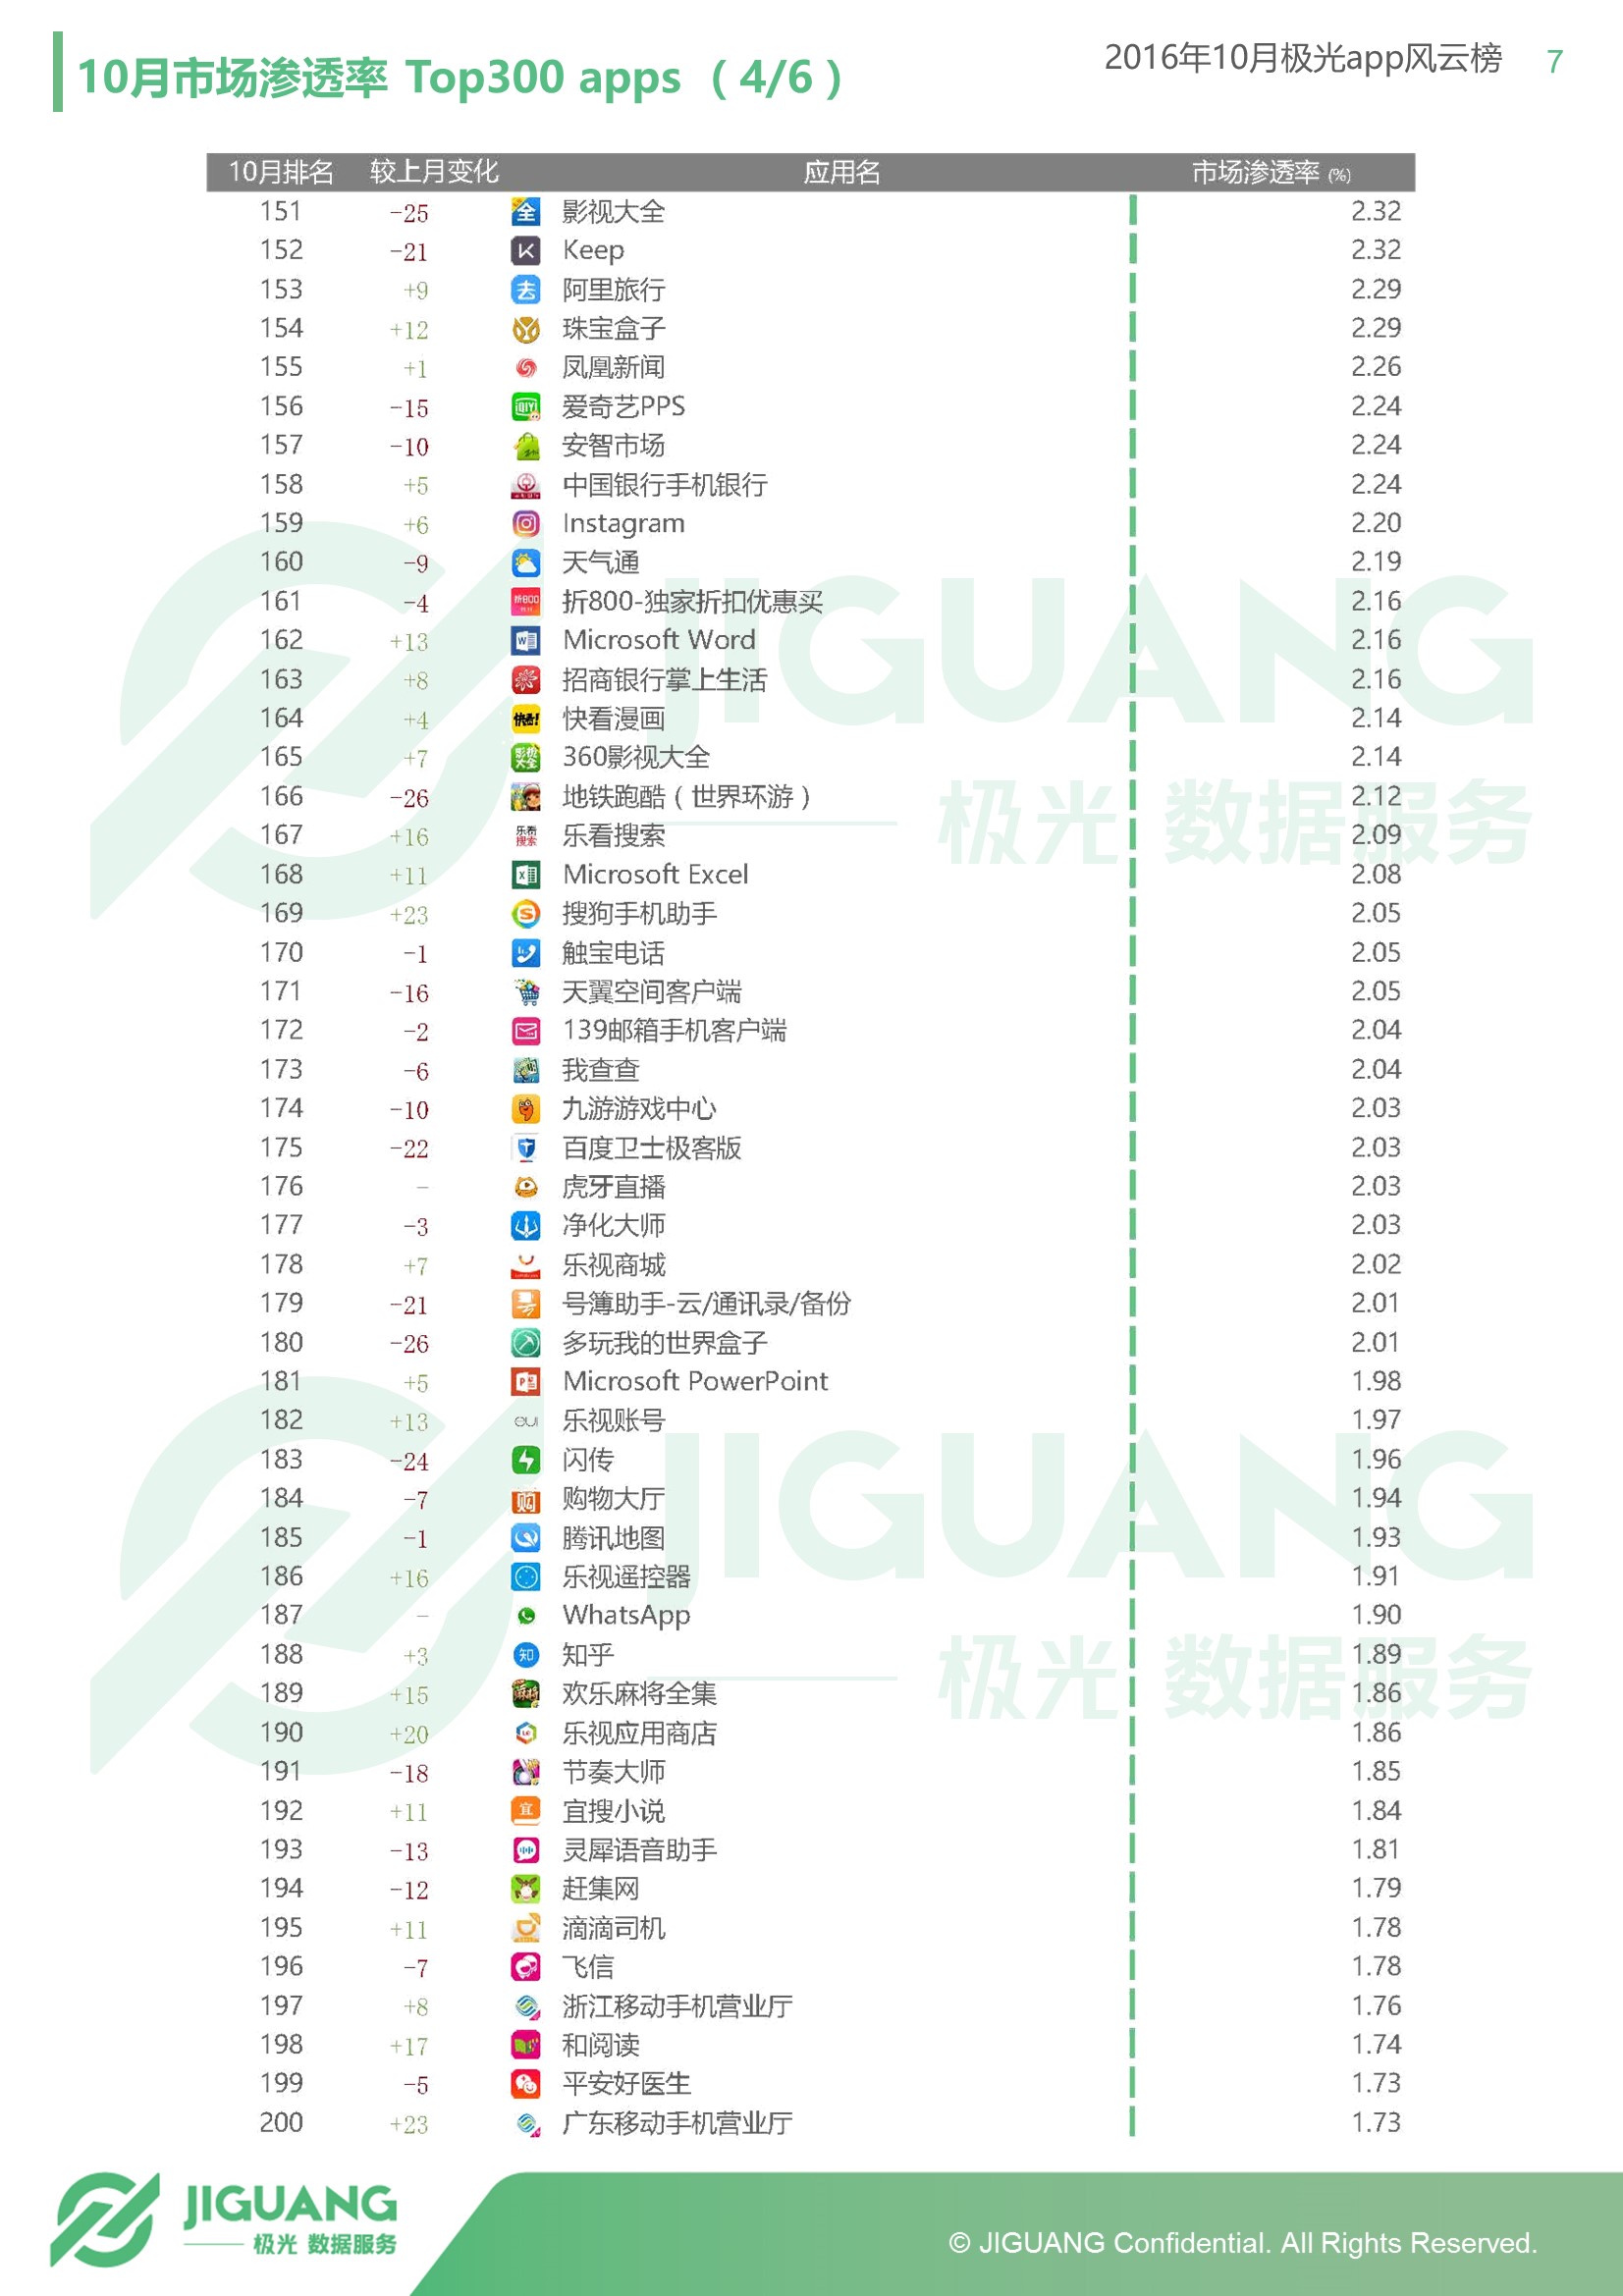 10月市场渗透率 Top300 apps （4/6）
2016年10月极光app风云榜 7
10月排名 较上月变化 应用名 市场渗透率 (%)
151 -25 影视大全 2.32
152 -21 Keep 2.32
153 +9 阿里旅行 2.29
154 +12 珠宝盒子 2.29
155 +1 凤凰新闻 2.26
156 -15 爱奇艺PPS 2.24
157 -10 安智市场 2.24
158 +5 中国银行手机银行 2.24
159 +6 Instagram 2.20
160 -9 天气通 2.19
161 -4 折800-独家折扣优惠买 2.16
162 +13 Microsoft Word 2.16
163 +8 招商银行掌上生活 2.16
164 +4 快看漫画 2.14
165 +7 360影视大全 2.14
166 -26 地铁跑酷（世界环游） 2.12
167 +16 乐看搜索 2.09
168 +11 Microsoft Excel 2.08
169 +23 搜狗手机助手 2.05
170 -1 触宝电话 2.05
171 -16 天翼空间客户端 2.05
172 -2 139邮箱手机客户端 2.04
173 -6 我查查 2.04
174 -10 九游游戏中心 2.03
175 -22 百度卫士极客版 2.03
176 – 虎牙直播 2.03
177 -3 净化大师 2.03
178 +7 乐视商城 2.02
179 -21 号簿助手-云/通讯录/备份 2.01
180 -26 多玩我的世界盒子 2.01
181 +5 Microsoft PowerPoint 1.98
182 +13 乐视账号 1.97
183 -24 闪传 1.96
184 -7 购物大厅 1.94
185 -1 腾讯地图 1.93
186 +16 乐视遥控器 1.91
187 – WhatsApp 1.90
188 +3 知乎 1.89
189 +15 欢乐麻将全集 1.86
190 +20 乐视应用商店 1.86
191 -18 节奏大师 1.85
192 +11 宜搜小说 1.84
193 -13 灵犀语音助手 1.81
194 -12 赶集网 1.79
195 +11 滴滴司机 1.78
196 -7 飞信 1.78
197 +8 浙江移动手机营业厅 1.76
198 +17 和阅读 1.74
199 -5 平安好医生 1.73
200 +23 广东移动手机营业厅 1.73
JIGUANG
极光 数据服务
JIGUANG
极光 数据服务
JIGUANG
极光 数据服务
© JIGUANG Confidential. All Rights Reserved.